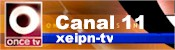 Canal 11
once tv
xeipn-tv